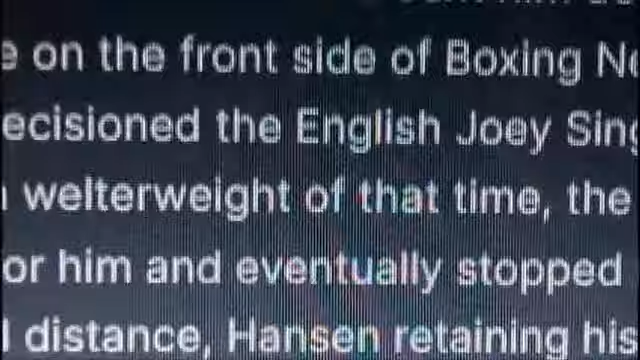 on the front side of Boxing
ecisioned the English Joey Sing
welterweight of that time, the
or him and eventually stopped
distance, Hansen retaining his